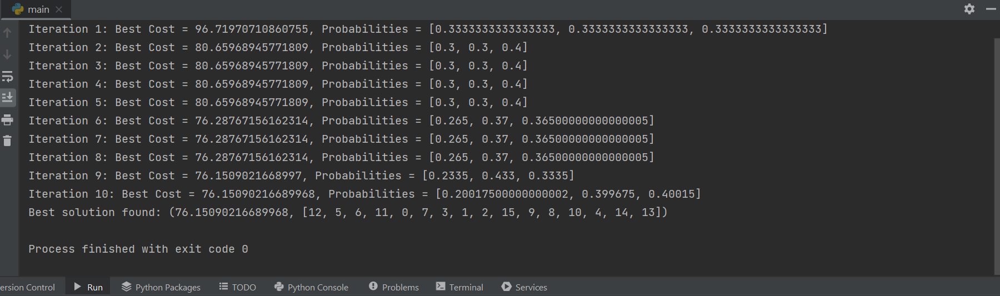 main
Iteration 1: Best Cost = 96.71970710860755, Probabilities = [0.3333333333333333, 0.3333333333333333, 0.3333333333333333]
Iteration 2: Best Cost = 80.65968945771809, Probabilities = [0.3, 0.3, 0.4]
Iteration 3: Best Cost = 80.65968945771809, Probabilities = [0.3, 0.3, 0.4]
Iteration 4: Best Cost = 80.65968945771809, Probabilities = [0.3, 0.3, 0.4]
Iteration 5: Best Cost = 80.65968945771809, Probabilities = [0.3, 0.3, 0.4]
Iteration 6: Best Cost = 76.28767156162314, Probabilities = [0.265, 0.37, 0.36500000000000005]
Iteration 7: Best Cost = 76.28767156162314, Probabilities = [0.265, 0.37, 0.36500000000000005]
Iteration 8: Best Cost = 76.28767156162314, Probabilities = [0.265, 0.37, 0.36500000000000005]
Iteration 9: Best Cost = 76.1509021668997, Probabilities = [0.2335, 0.433, 0.3335]
Iteration 10: Best Cost = 76.15090216689968, Probabilities = [0.20017500000000002, 0.399675, 0.40015]
Best solution found: (76.15090216689968, [12, 5, 6, 11, 0, 7, 3, 1, 2, 15, 9, 8, 10, 4, 14, 13])
Process finished with exit code 0
ersion Control Run Python Packages TODO Python Console Problems Terminal Services